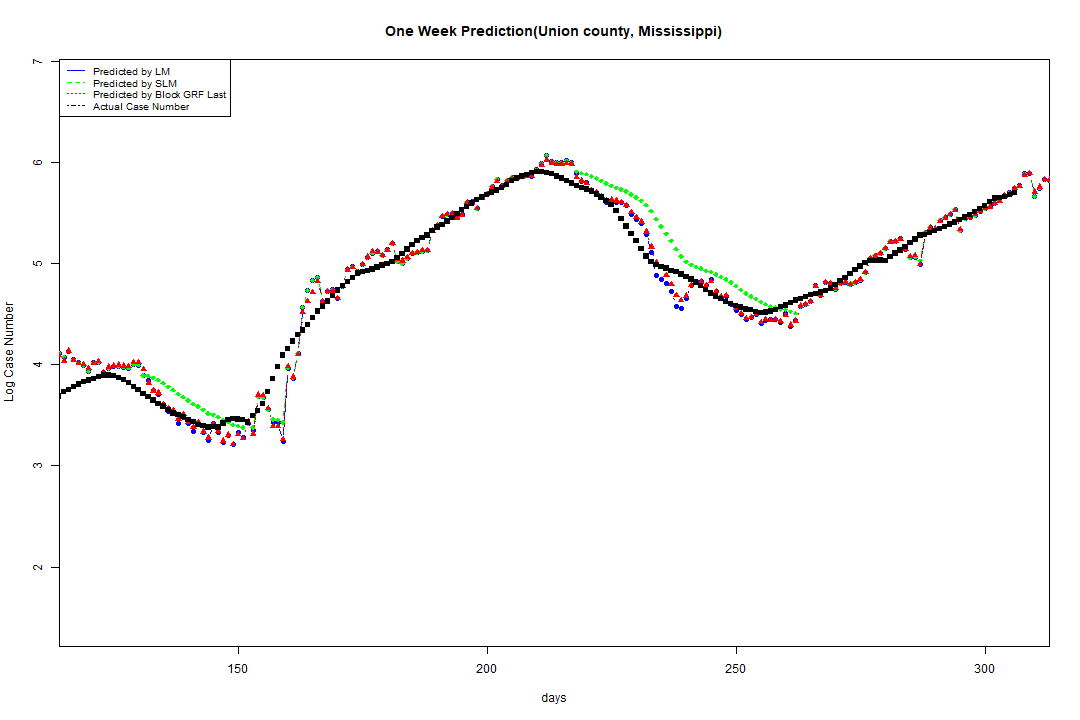 One Week Prediction(Union county, Mississippi)
Predicted by LM
Predicted by SLM
Predicted by Block GRF Last
Actual Case Number
7
6
5
4
3
2
Log Case Number
150
200
250
300
days